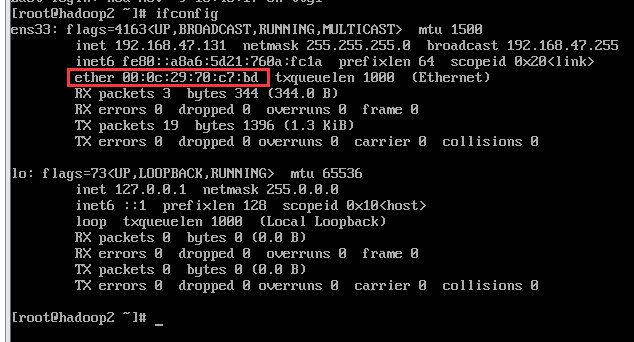 [root@hadoop2 ~]# ifconfig
ens33: flags=4163<UP,BROADCAST,RUNNING,MULTICAST>  mtu 1500
        inet 192.168.47.131  netmask 255.255.255.0  broadcast 192.168.47.255
        inet6 fe80::a8a6:5d21:760a:fc1a  prefixlen 64  scopeid 0x20<link>
        ether 00:0c:29:70:c7:bd  txqueuelen 1000  (Ethernet)
        RX packets 3  bytes 344 (344.0 B)
        RX errors 0  dropped 0  overruns 0  frame 0
        TX packets 19  bytes 1396 (1.3 KiB)
        TX errors 0  dropped 0 overruns 0  carrier 0  collisions 0

lo: flags=73<UP,LOOPBACK,RUNNING>  mtu 65536
        inet 127.0.0.1  netmask 255.0.0.0
        inet6 ::1  prefixlen 128  scopeid 0x10<host>
        loop  txqueuelen 1000  (Local Loopback)
        RX packets 0  bytes 0 (0.0 B)
        RX errors 0  dropped 0  overruns 0  frame 0
        TX packets 0  bytes 0 (0.0 B)
        TX errors 0  dropped 0 overruns 0  carrier 0  collisions 0

[root@hadoop2 ~]# _